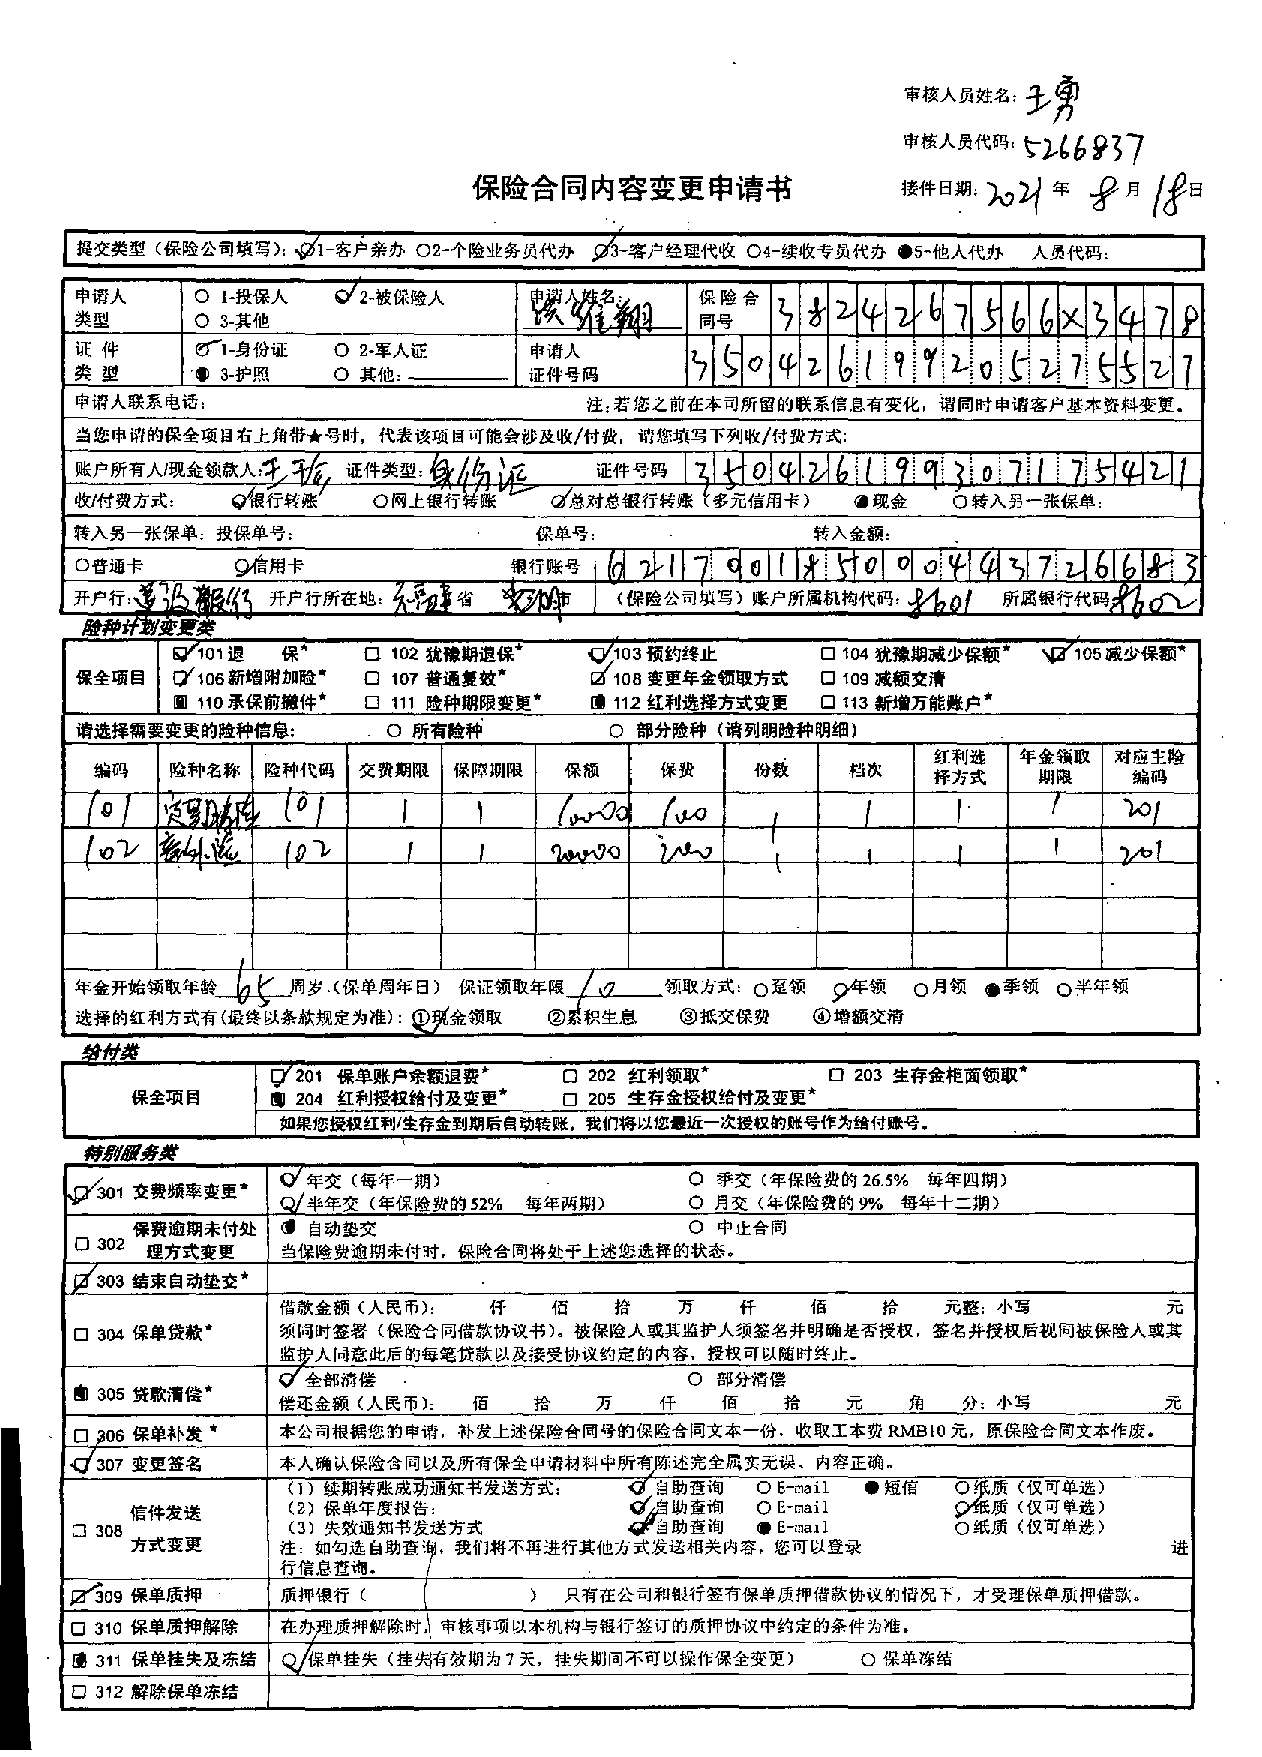 审核人员姓名：王勇
审核人员代码：5266837
保险合同内容变更申请书
接件日期：2021年8月18日
提交类型（保险公司填写）：1-客户亲办 ○2-个险业务员代办 3-客户经理代收 ○4-续收专员代办 ●5-他人代办 人员代码：
申请人类型 ○ 1-投保人 2-被保险人 ○ 3-其他 申请人姓名： 保险合同号 3824267566X3478
证件类型 1-身份证 ○ 2-军人证 3-护照 ○ 其他： 申请人证件号码 350426199205275527
申请人联系电话： 注：若您之前在本司所留的联系信息有变化，请同时申请客户基本资料变更。
当您申请的保全项目右上角带★号时，代表该项目可能会涉及收/付费，请您填写下列收/付费方式：
账户所有人/现金领款人： 证件类型：身份证 证件号码 350426199307175421
收/付费方式： 银行转账 ○网上银行转账 总对总银行转账（多元信用卡） ●现金 ○转入另一张保单：
转入另一张保单：投保单号： 保单号： 转入金额：
○普通卡 信用卡 银行账号 621700185000443726683
开户行：建设银行 开户行所在地：福建省 市 （保险公司填写）账户所属机构代码：8601 所属银行代码8602
险种计划变更类
保全项目
101退 保* □ 102 犹豫期退保* 103 预约终止 □ 104 犹豫期减少保额* 105减少保额*
106 新增附加险* □ 107 普通复效* 108 变更年金领取方式 □ 109 减额交清
110 承保前撤件* □ 111 险种期限变更* 112 红利选择方式变更 □ 113 新增万能账户*
请选择需要变更的险种信息： ○ 所有险种 ○ 部分险种（请列明险种明细）
编码 险种名称 险种代码 交费期限 保障期限 保额 保费 份数 档次 红利选择方式 年金领取期限 对应主险编码
101 101 1 1 10000 1000 1 1 1 1 201
102 意外险 102 1 1 20000 2000 1 1 1 1 201
年金开始领取年龄65周岁.（保单周年日） 保证领取年限10 领取方式：○趸领 年领 ○月领 ●季领 ○半年领
选择的红利方式有（最终以条款规定为准）：①现金领取 ②累积生息 ③抵交保费 ④增额交清
给付类
保全项目
201 保单账户余额退费* □ 202 红利领取* □ 203 生存金柜面领取*
204 红利授权给付及变更* □ 205 生存金授权给付及变更*
如果您授权红利/生存金到期后自动转账，我们将以您最近一次授权的账号作为给付账号。
特别服务类
301 交费频率变更* 年交（每年一期） ○ 季交（年保险费的26.5% 每年四期）
半年交（年保险费的52% 每年两期） ○ 月交（年保险费的9% 每年十二期）
□ 302 保费逾期未付处理方式变更 自动垫交 ○ 中止合同
当保险费逾期未付时，保险合同将处于上述您选择的状态。
303 结束自动垫交*
□ 304 保单贷款* 借款金额（人民币）： 仟 佰 拾 万 仟 佰 拾 元整：小写 元
须同时签署（保险合同借款协议书）。被保险人或其监护人须签名并明确是否授权，签名并授权后视同被保险人或其
监护人同意此后的每笔贷款以及接受协议约定的内容，授权可以随时终止。
305 贷款清偿* 全部清偿 ○ 部分清偿
偿还金额（人民币）： 佰 拾 万 仟 佰 拾 元 角 分：小写 元
□ 306 保单补发* 本公司根据您的申请，补发上述保险合同号的保险合同文本一份，收取工本费RMB10元，原保险合同文本作废。
307 变更签名 本人确认保险合同以及所有保全申请材料中所有陈述完全属实无误、内容正确。
□ 308 信件发送方式变更
（1）续期转账成功通知书发送方式： 自助查询 ○E-mail ●短信 ○纸质（仅可单选）
（2）保单年度报告： 自助查询 ○E-mail 纸质（仅可单选）
（3）失效通知书发送方式 自助查询 ●E-mail ○纸质（仅可单选）
注：如勾选自助查询，我们将不再进行其他方式发送相关内容，您可以登录 进
行信息查询。
309 保单质押 质押银行（ ） 只有在公司和银行签有保单质押借款协议的情况下，才受理保单质押借款。
□ 310 保单质押解除 在办理质押解除时，审核事项以本机构与银行签订的质押协议中约定的条件为准。
311 保单挂失及冻结 保单挂失（挂失有效期为7天，挂失期间不可以操作保全变更） ○ 保单冻结
□ 312 解除保单冻结